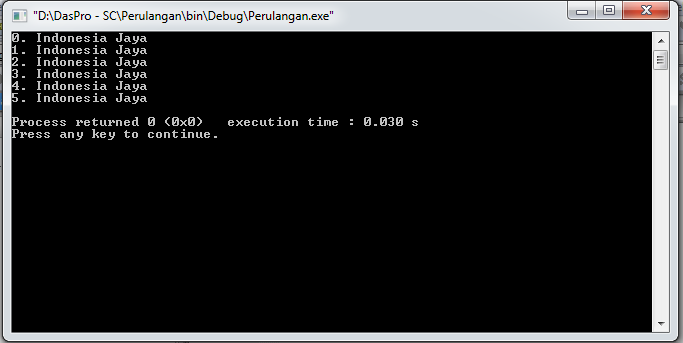 "D:\DasPro - SC\Perulangan\bin\Debug\Perulangan.exe"
0. Indonesia Jaya
1. Indonesia Jaya
2. Indonesia Jaya
3. Indonesia Jaya
4. Indonesia Jaya
5. Indonesia Jaya
Process returned 0 (0x0)   execution time : 0.030 s
Press any key to continue.